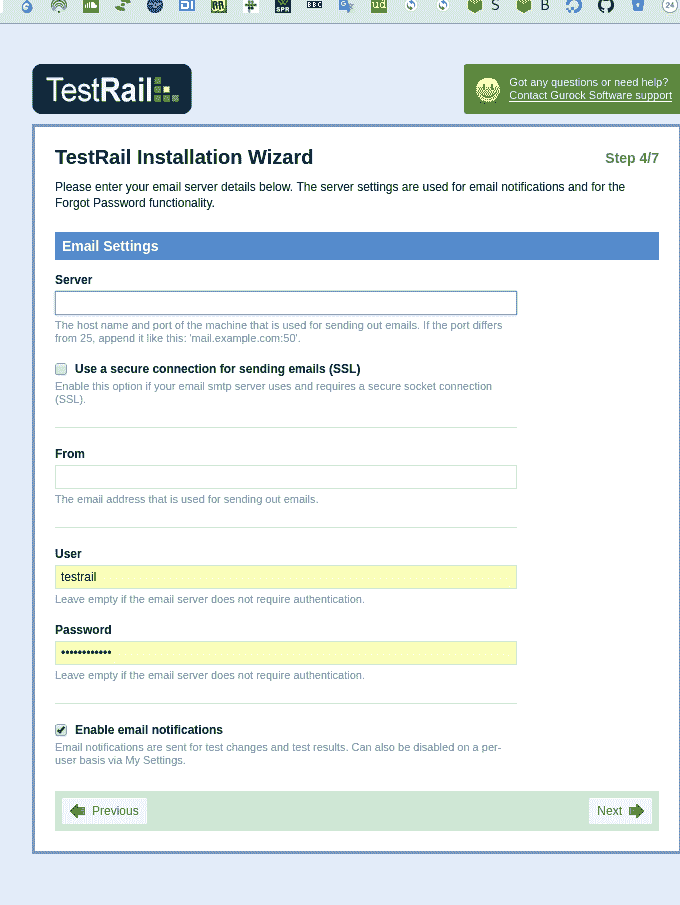 SPR
BBC
ud
S
B
24
TestRail
Got any questions or need help?
Contact Gurock Software support
TestRail Installation Wizard
Step 4/7
Please enter your email server details below. The server settings are used for email notifications and for the
Forgot Password functionality.
Email Settings
Server
The host name and port of the machine that is used for sending out emails. If the port differs
from 25, append it like this: 'mail.example.com:50'.
Use a secure connection for sending emails (SSL)
Enable this option if your email smtp server uses and requires a secure socket connection
(SSL).
From
The email address that is used for sending out emails.
User
testrail
Leave empty if the email server does not require authentication.
Password
••••••••••••
Leave empty if the email server does not require authentication.
Enable email notifications
Email notifications are sent for test changes and test results. Can also be disabled on a per-
user basis via My Settings.
Previous
Next